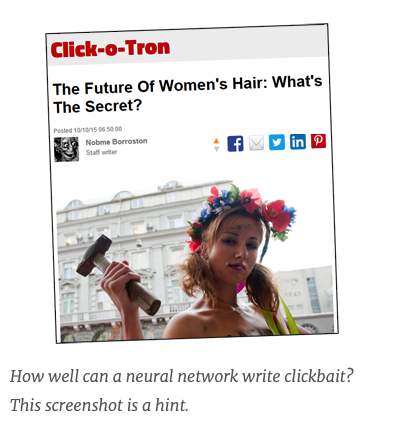 Click-o-Tron
The Future Of Women's Hair: What's
The Secret?
Posted 10/10/15 06:50:00
Nobme Borroston
Staff writer
How well can a neural network write clickbait?
This screenshot is a hint.